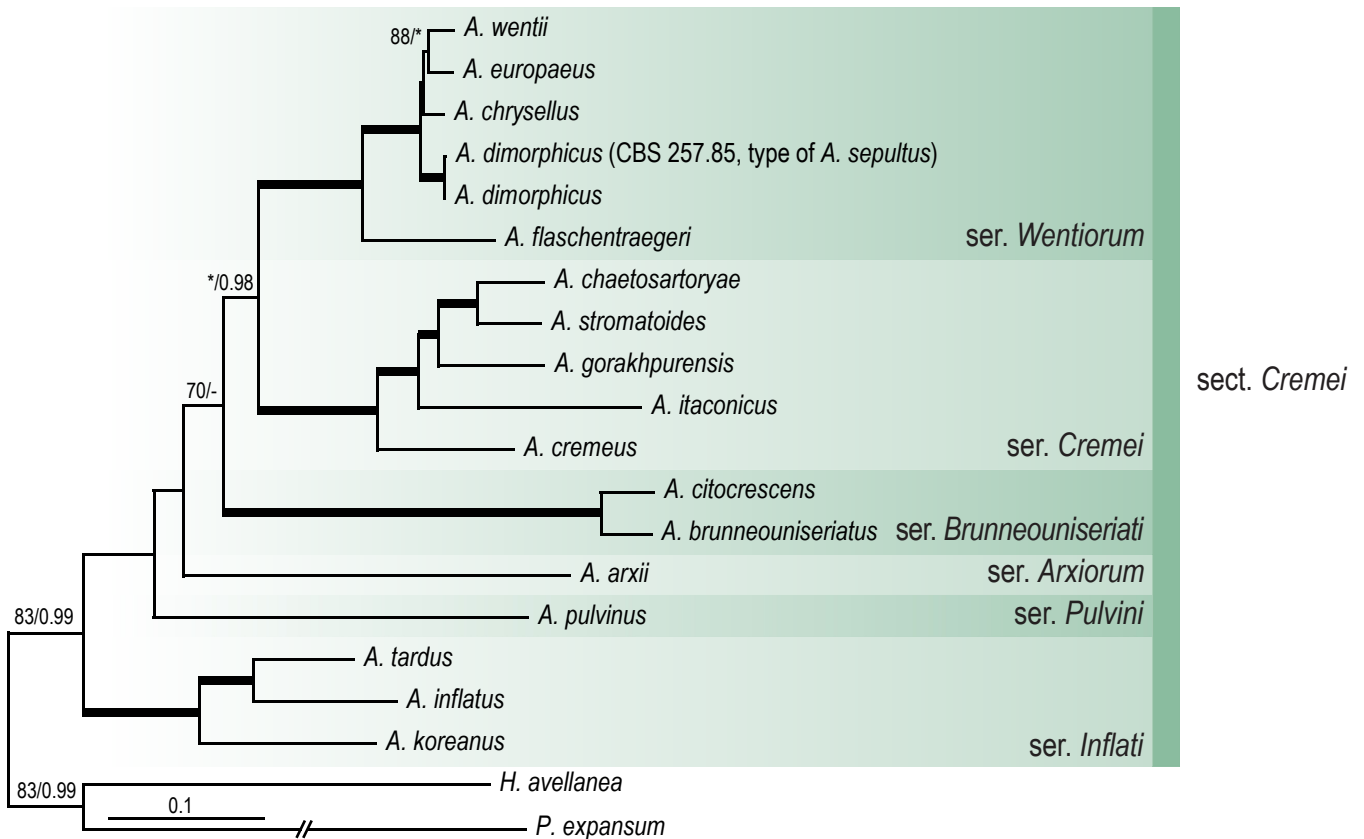 88/*
A. wentii
A. europaeus
A. chrysellus
A. dimorphicus (CBS 257.85, type of A. sepultus)
A. dimorphicus
A. flaschentraegeri
ser. Wentiorum
*/0.98
A. chaetosartoryae
A. stromatoides
A. gorakhpurensis
sect. Cremei
70/-
A. itaconicus
A. cremeus
ser. Cremei
A. citocrescens
A. brunneouniseriatus
ser. Brunneouniseriati
A. arxii
ser. Arxiorum
83/0.99
A. pulvinus
ser. Pulvini
A. tardus
A. inflatus
A. koreanus
ser. Inflati
83/0.99
H. avellanea
0.1
P. expansum